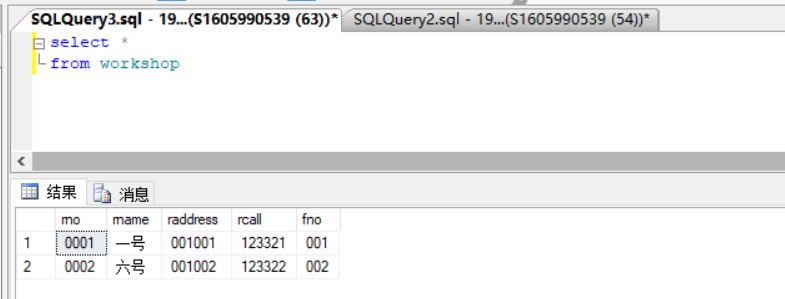 SQLQuery3.sql - 19...(S1605990539 (63))* SQLQuery2.sql - 19...(S1605990539 (54))*
select *
from workshop
结果 消息
rno rname raddress rcall fno
1 0001 一号 001001 123321 001
2 0002 六号 001002 123322 002